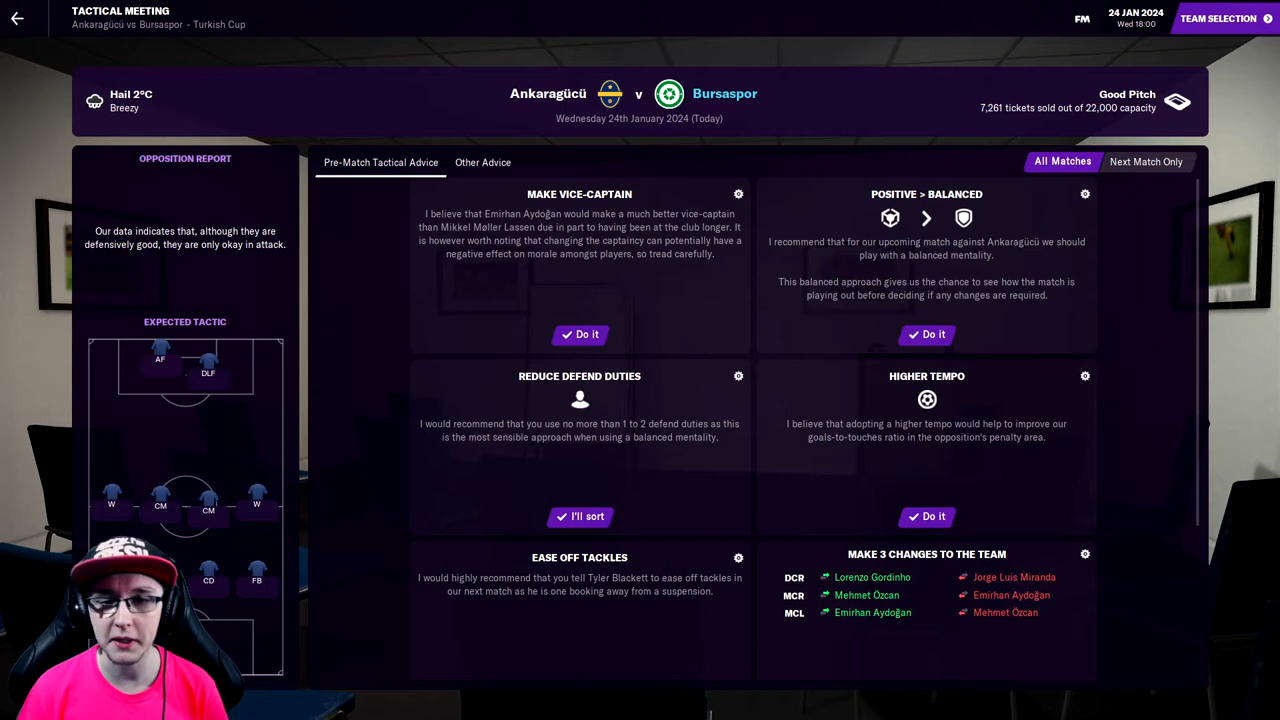 TACTICAL MEETING
Ankaragücü vs Bursaspor - Turkish Cup
FM
24 JAN 2024
Wed 18:00
TEAM SELECTION
Hail 2°C
Breezy
Ankaragücü v Bursaspor
Wednesday 24th January 2024 (Today)
Good Pitch
7,261 tickets sold out of 22,000 capacity
OPPOSITION REPORT
Our data indicates that, although they are
defensively good, they are only okay in attack.
EXPECTED TACTIC
AF
DLF
W
CM
CM
W
CD
FB
Pre-Match Tactical Advice
Other Advice
All Matches
Next Match Only
MAKE VICE-CAPTAIN
I believe that Emirhan Aydoğan would make a much better vice-captain
than Mikkel Møller Lassen due in part to having been at the club longer. It
is however worth noting that changing the captaincy can potentially have a
negative effect on morale amongst players, so tread carefully.
Do it
POSITIVE > BALANCED
I recommend that for our upcoming match against Ankaragücü we should
play with a balanced mentality.
This balanced approach gives us the chance to see how the match is
playing out before deciding if any changes are required.
Do it
REDUCE DEFEND DUTIES
I would recommend that you use no more than 1 to 2 defend duties as this
is the most sensible approach when using a balanced mentality.
I'll sort
HIGHER TEMPO
I believe that adopting a higher tempo would help to improve our
goals-to-touches ratio in the opposition's penalty area.
Do it
EASE OFF TACKLES
I would highly recommend that you tell Tyler Blackett to ease off tackles in
our next match as he is one booking away from a suspension.
MAKE 3 CHANGES TO THE TEAM
DCR Lorenzo Gordinho Jorge Luis Miranda
MCR Mehmet Özcan Emirhan Aydoğan
MCL Emirhan Aydoğan Mehmet Özcan